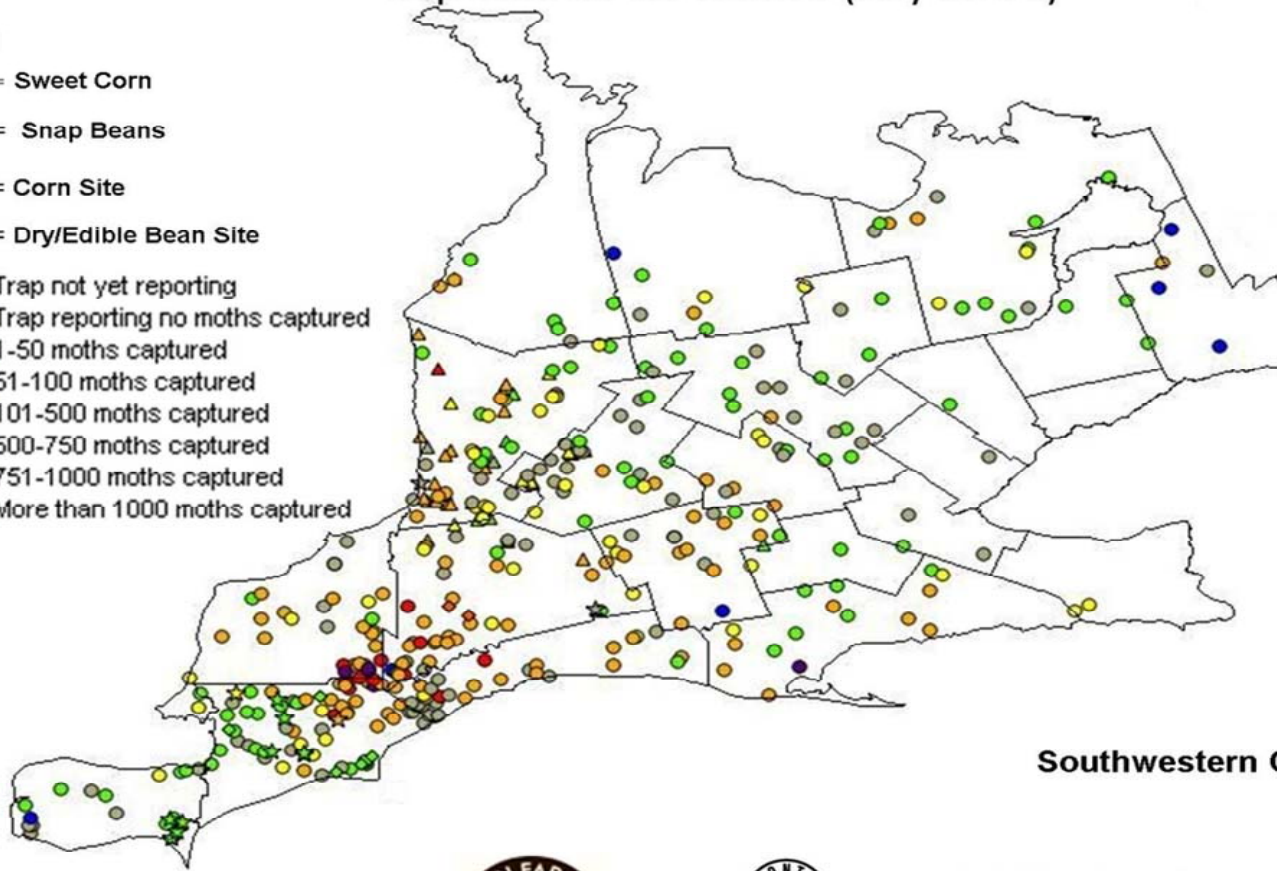 = Sweet Corn
= Snap Beans
= Corn Site
= Dry/Edible Bean Site
Trap not yet reporting
Trap reporting no moths captured
1-50 moths captured
51-100 moths captured
101-500 moths captured
500-750 moths captured
751-1000 moths captured
More than 1000 moths captured
Southwestern